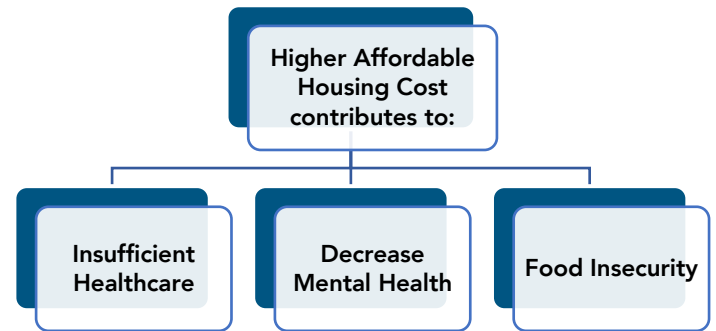 Higher Affordable
Housing Cost
contributes to:
Insufficient
Healthcare
Decrease
Mental Health
Food Insecurity